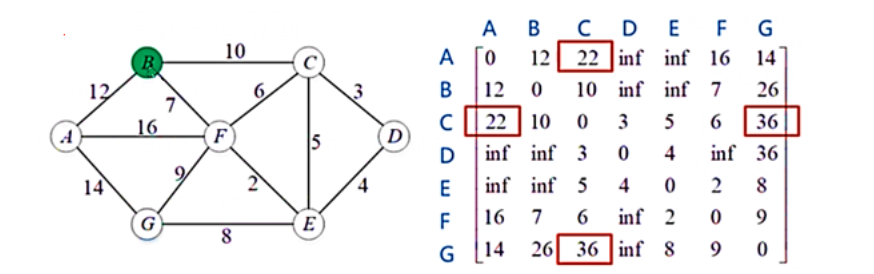 10
B
C
12
7
6
3
A
16
F
5
D
14
9
2
4
G
8
E
A B C D E F G
A 0 12 22 inf inf 16 14
B 12 0 10 inf inf 7 26
C 22 10 0 3 5 6 36
D inf inf 3 0 4 inf 36
E inf inf 5 4 0 2 8
F 16 7 6 inf 2 0 9
G 14 26 36 inf 8 9 0